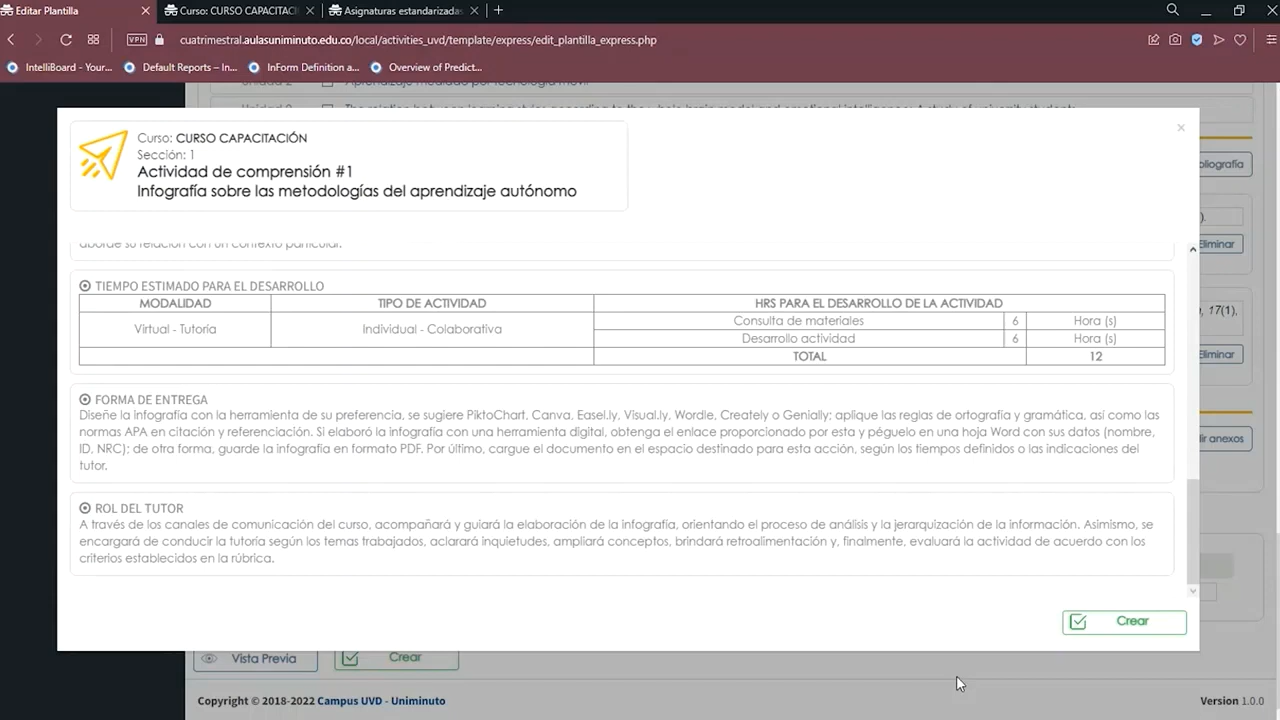 Editar Plantilla
Curso: CURSO CAPACITACI
Asignaturas estandarizadas
VPN
cuatrimestral.aulasuniminuto.edu.co/local/activities_uvd/template/express/edit_plantilla_express.php
IntelliBoard - Your...
Default Reports – In...
InForm Definition a...
Overview of Predict...
Curso: CURSO CAPACITACIÓN
Sección: 1
Actividad de comprensión #1
Infografía sobre las metodologías del aprendizaje autónomo
bliografía
).
Eliminar
, 17(1).
Eliminar
ir anexos
aborde su relación con un contexto particular.
TIEMPO ESTIMADO PARA EL DESARROLLO
MODALIDAD TIPO DE ACTIVIDAD HRS PARA EL DESARROLLO DE LA ACTIVIDAD
Virtual - Tutoría Individual - Colaborativa Consulta de materiales 6 Hora (s)
Desarrollo actividad 6 Hora (s)
TOTAL 12
FORMA DE ENTREGA
Diseñe la infografía con la herramienta de su preferencia, se sugiere PiktoChart, Canva, Easel.ly, Visual.ly, Wordle, Creately o Genially; aplique las reglas de ortografía y gramática, así como las
normas APA en citación y referenciación. Si elaboró la infografía con una herramienta digital, obtenga el enlace proporcionado por esta y péguelo en una hoja Word con sus datos (nombre,
ID, NRC); de otra forma, guarde la infografía en formato PDF. Por último, cargue el documento en el espacio destinado para esta acción, según los tiempos definidos o las indicaciones del
tutor.
ROL DEL TUTOR
A través de los canales de comunicación del curso, acompañará y guiará la elaboración de la infografía, orientando el proceso de análisis y la jerarquización de la información. Asimismo, se
encargará de conducir la tutoría según los temas trabajados, aclarará inquietudes, ampliará conceptos, brindará retroalimentación y, finalmente, evaluará la actividad de acuerdo con los
criterios establecidos en la rúbrica.
Crear
Vista Previa
Crear
Copyright © 2018-2022 Campus UVD - Uniminuto
Version 1.0.0